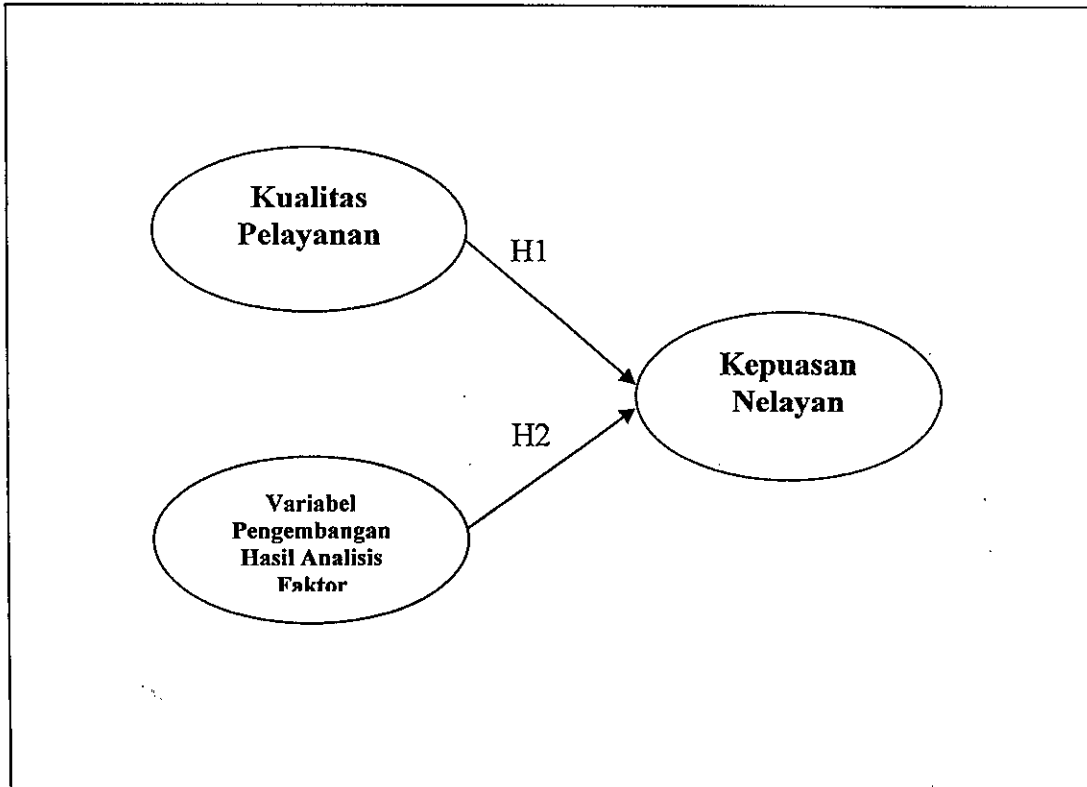 Kualitas
Pelayanan
H1
Kepuasan
Nelayan
H2
Variabel
Pengembangan
Hasil Analisis
Faktor